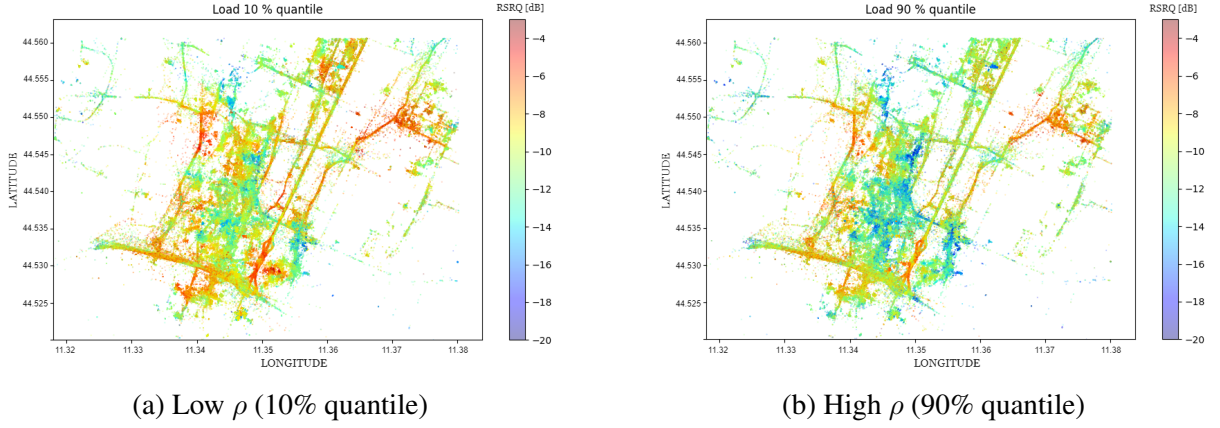 Load 10 % quantile
RSRQ [dB]
44.560
44.555
44.550
44.545
44.540
44.535
44.530
44.525
LATITUDE
11.32 11.33 11.34 11.35 11.36 11.37 11.38
LONGITUDE
−4
−6
−8
−10
−12
−14
−16
−18
−20
(a) Low ρ (10% quantile)
Load 90 % quantile
RSRQ [dB]
44.560
44.555
44.550
44.545
44.540
44.535
44.530
44.525
LATITUDE
11.32 11.33 11.34 11.35 11.36 11.37 11.38
LONGITUDE
−4
−6
−8
−10
−12
−14
−16
−18
−20
(b) High ρ (90% quantile)